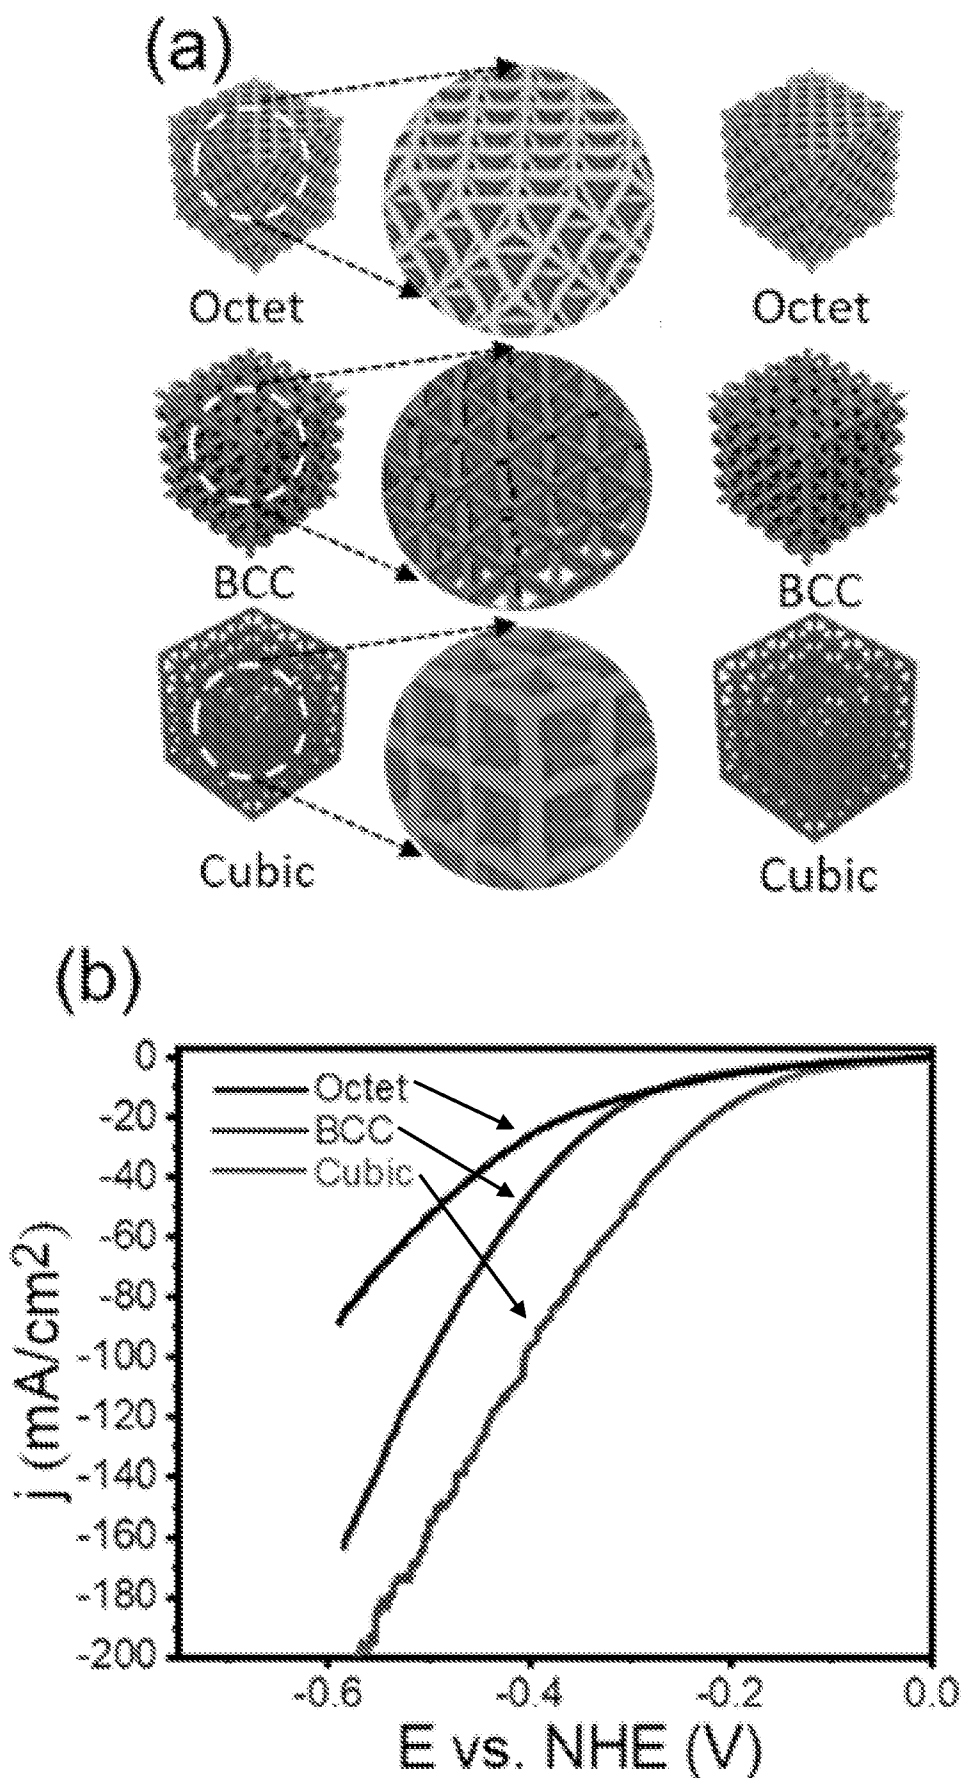 (a)
Octet
Octet
BCC
BCC
Cubic
Cubic
(b)
0
-20
-40
-60
-80
-100
-120
-140
-160
-180
-200
j (mA/cm2)
Octet
BCC
Cubic
-0.6
-0.4
-0.2
0.0
E vs. NHE (V)